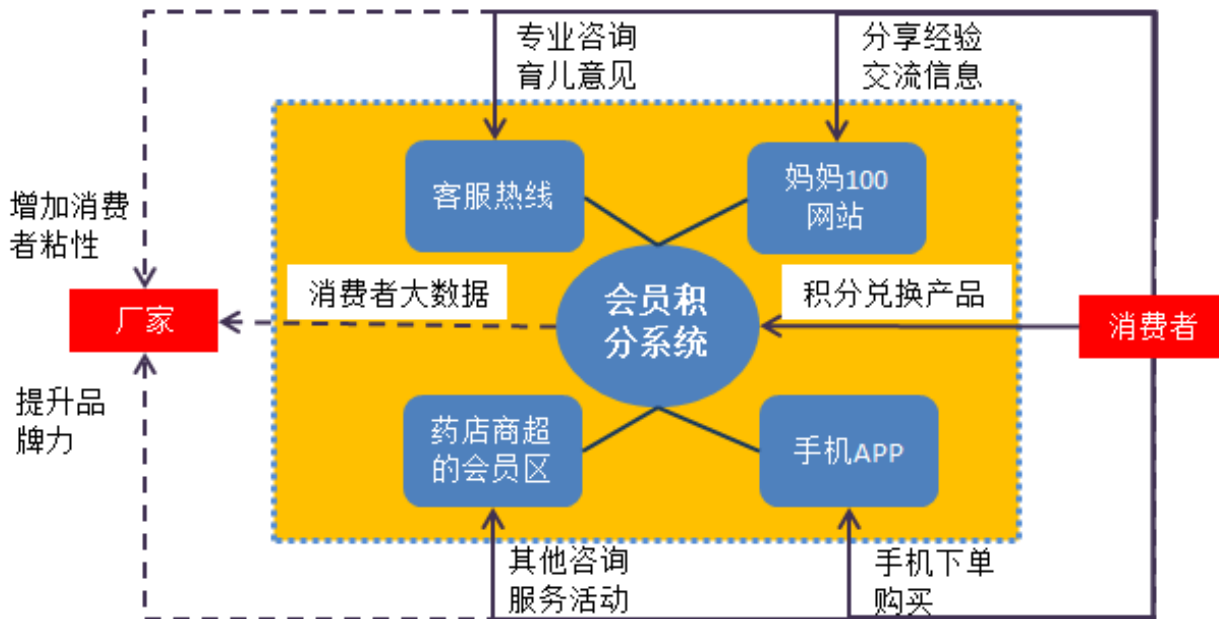 专业咨询
育儿意见
分享经验
交流信息
客服热线
妈妈100
网站
增加消费
者粘性
消费者大数据
会员积
分系统
积分兑换产品
厂家
消费者
提升品
牌力
药店商超
的会员区
手机APP
其他咨询
服务活动
手机下单
购买